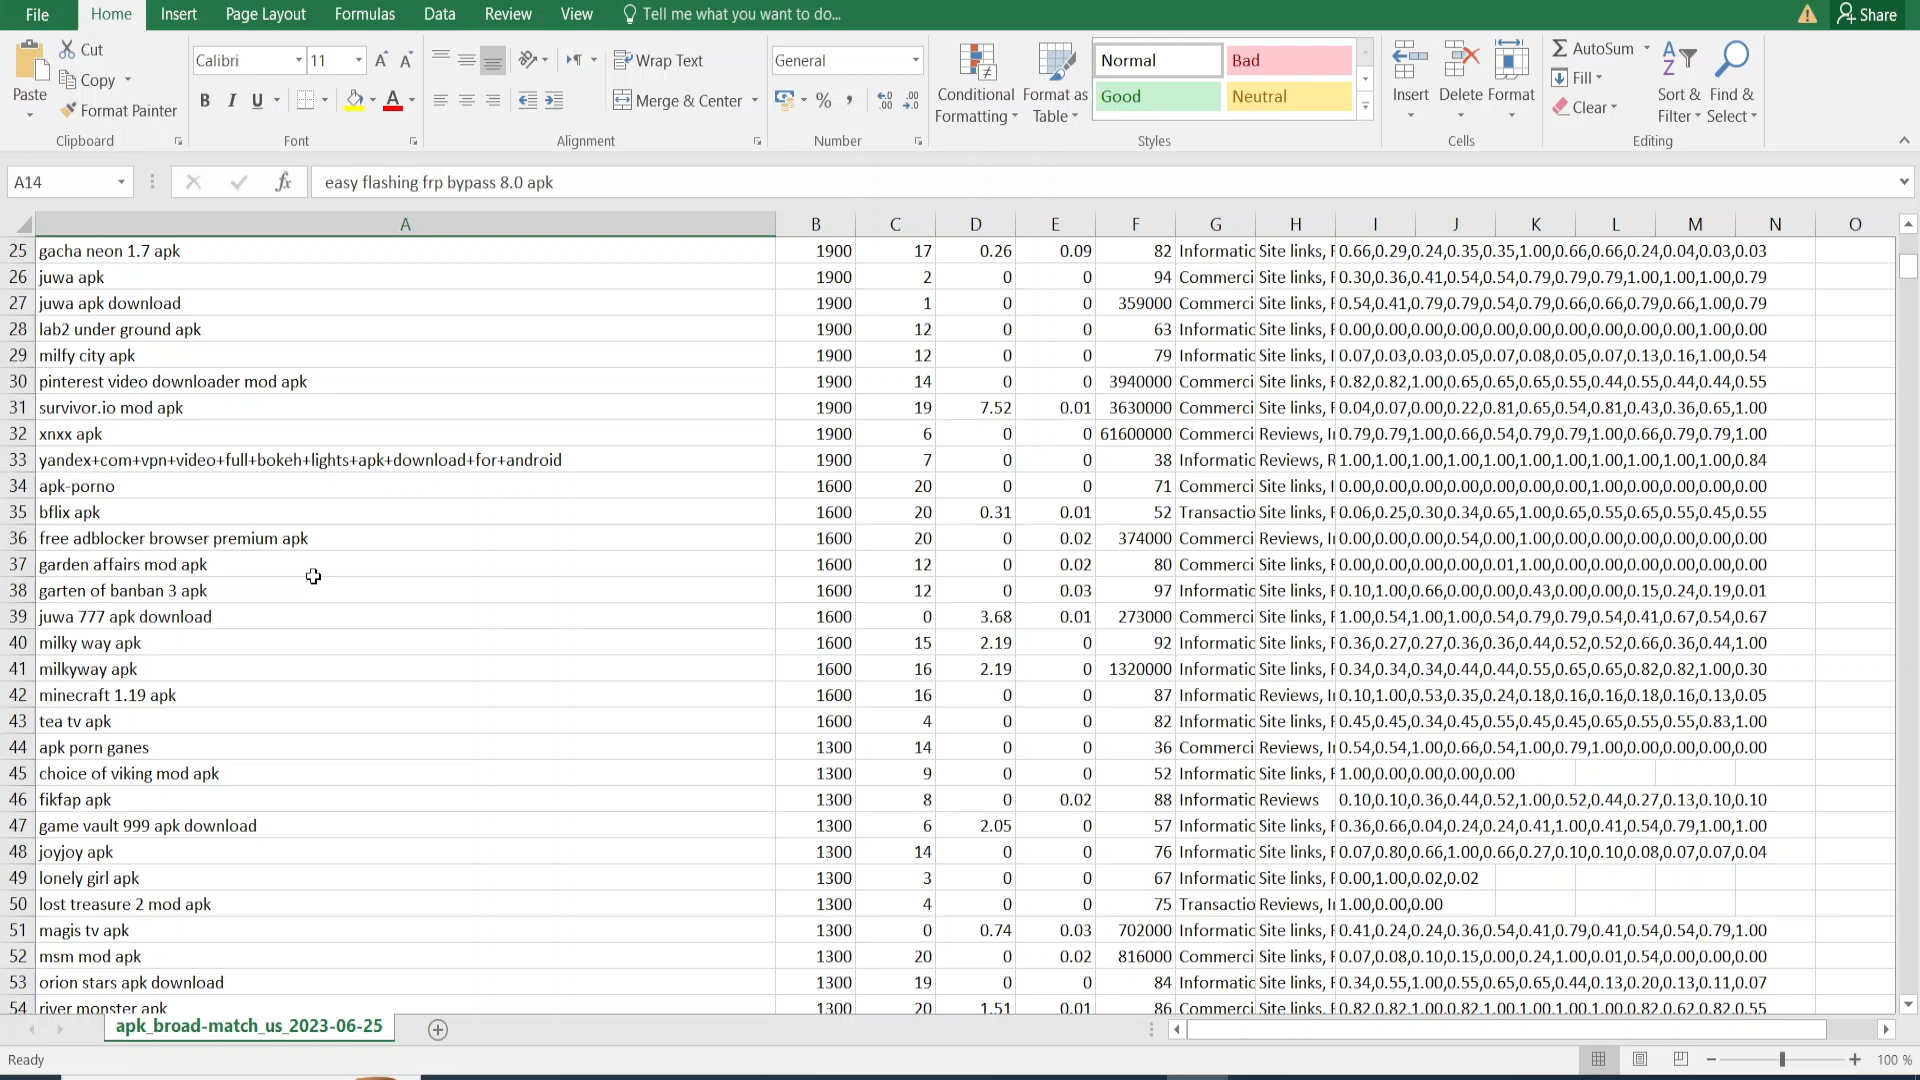 File Home Insert Page Layout Formulas Data Review View Tell me what you want to do... Share
Paste
Cut
Copy
Format Painter
Calibri 11
B I U
Wrap Text
Merge & Center
General
Conditional Formatting
Format as Table
Normal Bad
Good Neutral
Insert Delete Format
AutoSum
Fill
Clear
Sort & Filter
Find & Select
Clipboard Font Alignment Number Styles Cells Editing
A14 fx easy flashing frp bypass 8.0 apk
A B C D E F G H I J K L M N O
25 gacha neon 1.7 apk 1900 17 0.26 0.09 82 Informatic Site links, F 0.66,0.29,0.24,0.35,0.35,1.00,0.66,0.66,0.24,0.04,0.03,0.03
26 juwa apk 1900 2 0 0 94 Commerci Site links, F 0.30,0.36,0.41,0.54,0.54,0.79,0.79,0.79,1.00,1.00,1.00,0.79
27 juwa apk download 1900 1 0 0 359000 Commerci Site links, F 0.54,0.41,0.79,0.79,0.54,0.79,0.66,0.66,0.79,0.66,1.00,0.79
28 lab2 under ground apk 1900 12 0 0 63 Informatic Site links, F 0.00,0.00,0.00,0.00,0.00,0.00,0.00,0.00,0.00,0.00,1.00,0.00
29 milfy city apk 1900 12 0 0 79 Informatic Site links, I 0.07,0.03,0.03,0.05,0.07,0.08,0.05,0.07,0.13,0.16,1.00,0.54
30 pinterest video downloader mod apk 1900 14 0 0 3940000 Commerci Site links, F 0.82,0.82,1.00,0.65,0.65,0.65,0.55,0.44,0.55,0.44,0.44,0.55
31 survivor.io mod apk 1900 19 7.52 0.01 3630000 Commerci Site links, F 0.04,0.07,0.00,0.22,0.81,0.65,0.54,0.81,0.43,0.36,0.65,1.00
32 xnxx apk 1900 6 0 0 61600000 Commerci Reviews, Ii 0.79,0.79,1.00,0.66,0.54,0.79,0.79,1.00,0.66,0.79,0.79,1.00
33 yandex+com+vpn+video+full+bokeh+lights+apk+download+for+android 1900 7 0 0 38 Informatic Reviews, R 1.00,1.00,1.00,1.00,1.00,1.00,1.00,1.00,1.00,1.00,1.00,0.84
34 apk-porno 1600 20 0 0 71 Commerci Site links, I 0.00,0.00,0.00,0.00,0.00,0.00,0.00,1.00,0.00,0.00,0.00,0.00
35 bflix apk 1600 20 0.31 0.01 52 Transactio Site links, F 0.06,0.25,0.30,0.34,0.65,1.00,0.65,0.55,0.65,0.55,0.45,0.55
36 free adblocker browser premium apk 1600 20 0 0.02 374000 Commerci Reviews, Ii 0.00,0.00,0.00,0.54,0.00,1.00,0.00,0.00,0.00,0.00,0.00,0.00
37 garden affairs mod apk 1600 12 0 0.02 80 Commerci Site links, F 0.00,0.00,0.00,0.00,0.01,1.00,0.00,0.00,0.00,0.00,0.00,0.00
38 garten of banban 3 apk 1600 12 0 0.03 97 Informatic Site links, F 0.10,1.00,0.66,0.00,0.00,0.43,0.00,0.00,0.15,0.24,0.19,0.01
39 juwa 777 apk download 1600 0 3.68 0.01 273000 Commerci Site links, F 1.00,0.54,1.00,1.00,0.54,0.79,0.79,0.54,0.41,0.67,0.54,0.67
40 milky way apk 1600 15 2.19 0 92 Informatic Site links, F 0.36,0.27,0.27,0.36,0.36,0.44,0.52,0.52,0.66,0.36,0.44,1.00
41 milkyway apk 1600 16 2.19 0 1320000 Informatic Site links, F 0.34,0.34,0.34,0.44,0.44,0.55,0.65,0.65,0.82,0.82,1.00,0.30
42 minecraft 1.19 apk 1600 16 0 0 87 Informatic Reviews, Ii 0.10,1.00,0.53,0.35,0.24,0.18,0.16,0.16,0.18,0.16,0.13,0.05
43 tea tv apk 1600 4 0 0 82 Informatic Site links, F 0.45,0.45,0.34,0.45,0.55,0.45,0.45,0.65,0.55,0.55,0.83,1.00
44 apk porn ganes 1300 14 0 0 36 Commerci Reviews, Ii 0.54,0.54,1.00,0.66,0.54,1.00,0.79,1.00,0.00,0.00,0.00,0.00
45 choice of viking mod apk 1300 9 0 0 52 Informatic Site links, F 1.00,0.00,0.00,0.00,0.00
46 fikfap apk 1300 8 0 0.02 88 Informatic Reviews 0.10,0.10,0.36,0.44,0.52,1.00,0.52,0.44,0.27,0.13,0.10,0.10
47 game vault 999 apk download 1300 6 2.05 0 57 Informatic Site links, F 0.36,0.66,0.04,0.24,0.24,0.41,1.00,0.41,0.54,0.79,1.00,1.00
48 joyjoy apk 1300 14 0 0 76 Informatic Site links, F 0.07,0.80,0.66,1.00,0.66,0.27,0.10,0.10,0.08,0.07,0.07,0.04
49 lonely girl apk 1300 3 0 0 67 Informatic Site links, F 0.00,1.00,0.02,0.02
50 lost treasure 2 mod apk 1300 4 0 0 75 Transactio Reviews, Ii 1.00,0.00,0.00
51 magis tv apk 1300 0 0.74 0.03 702000 Informatic Site links, F 0.41,0.24,0.24,0.36,0.54,0.41,0.79,0.41,0.54,0.54,0.79,1.00
52 msm mod apk 1300 20 0 0.02 816000 Commerci Site links, F 0.07,0.08,0.10,0.15,0.00,0.24,1.00,0.01,0.54,0.00,0.00,0.00
53 orion stars apk download 1300 19 0 0 84 Informatic Site links, F 0.34,0.55,1.00,0.55,0.65,0.65,0.44,0.13,0.20,0.13,0.11,0.07
54 river monster apk 1300 20 1.51 0.01 86 Commerci Site links, F 0.82,0.82,1.00,0.82,1.00,1.00,1.00,1.00,0.82,0.62,0.82,0.55
apk_broad-match_us_2023-06-25
Ready 100 %